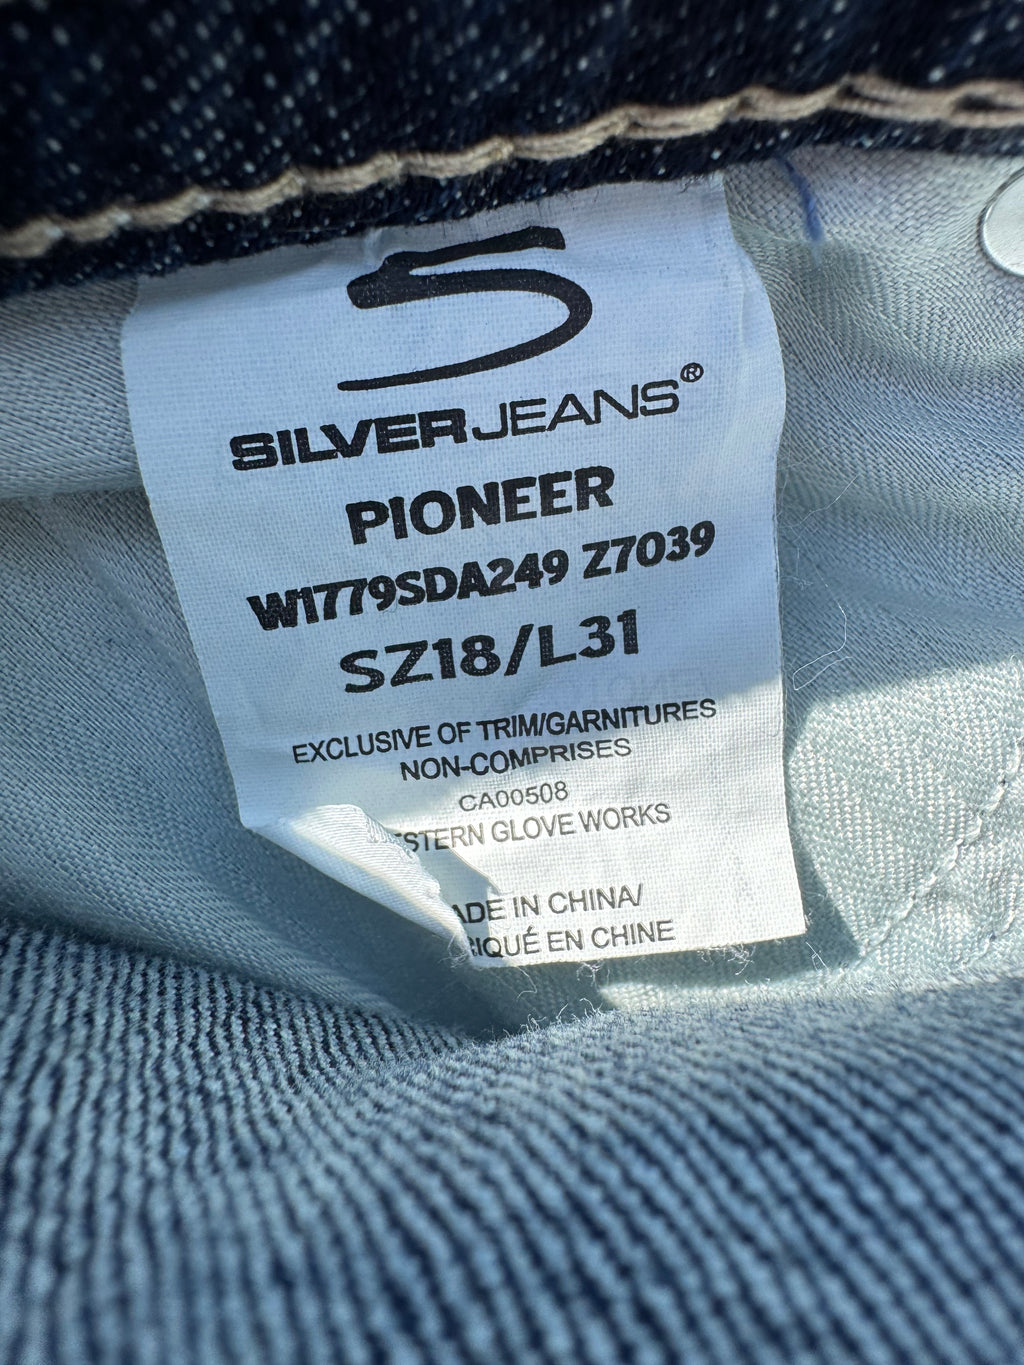 SILVERJEANS®
PIONEER
W1779SDA249 Z7039
SZ18/L31
EXCLUSIVE OF TRIM/GARNITURES
NON-COMPRISES
CA00508
STERN GLOVE WORKS
ADE IN CHINA/
IQUÉ EN CHINE